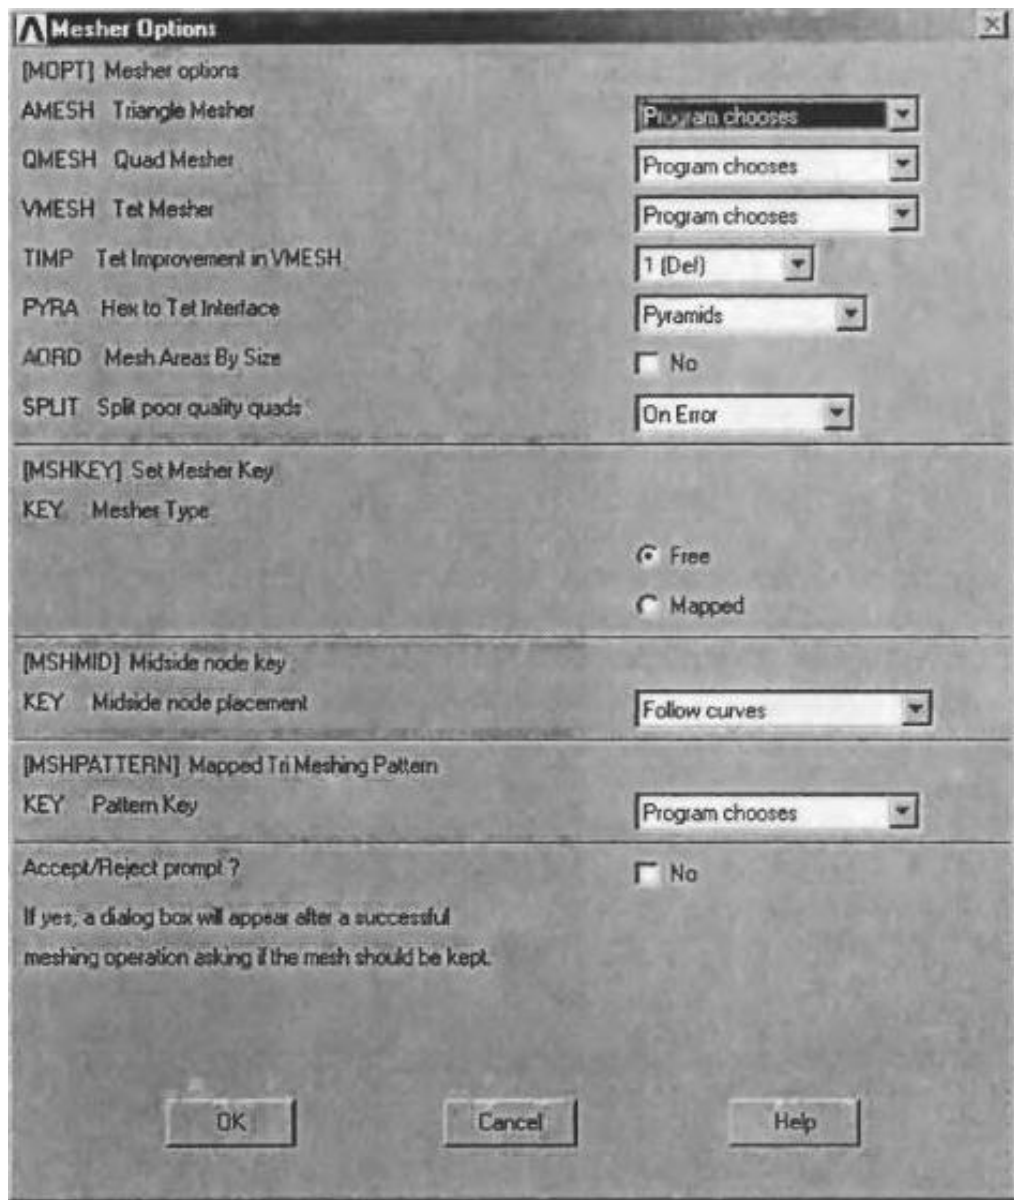 Mesher Options
[MOPT] Mesher options
AMESH Triangle Mesher Program chooses
QMESH Quad Mesher Program chooses
VMESH Tet Mesher Program chooses
TIMP Tet Improvement in VMESH 1 (Def)
PYRA Hex to Tet Interface Pyramids
AORD Mesh Areas By Size No
SPLIT Split poor quality quads On Error
[MSHKEY] Set Mesher Key
KEY Mesher Type
Free
Mapped
[MSHMID] Midside node key
KEY Midside node placement Follow curves
[MSHPATTERN] Mapped Tri Meshing Pattern
KEY Pattern Key Program chooses
Accept/Reject prompt ? No
If yes, a dialog box will appear after a successful
meshing operation asking if the mesh should be kept.
OK Cancel Help